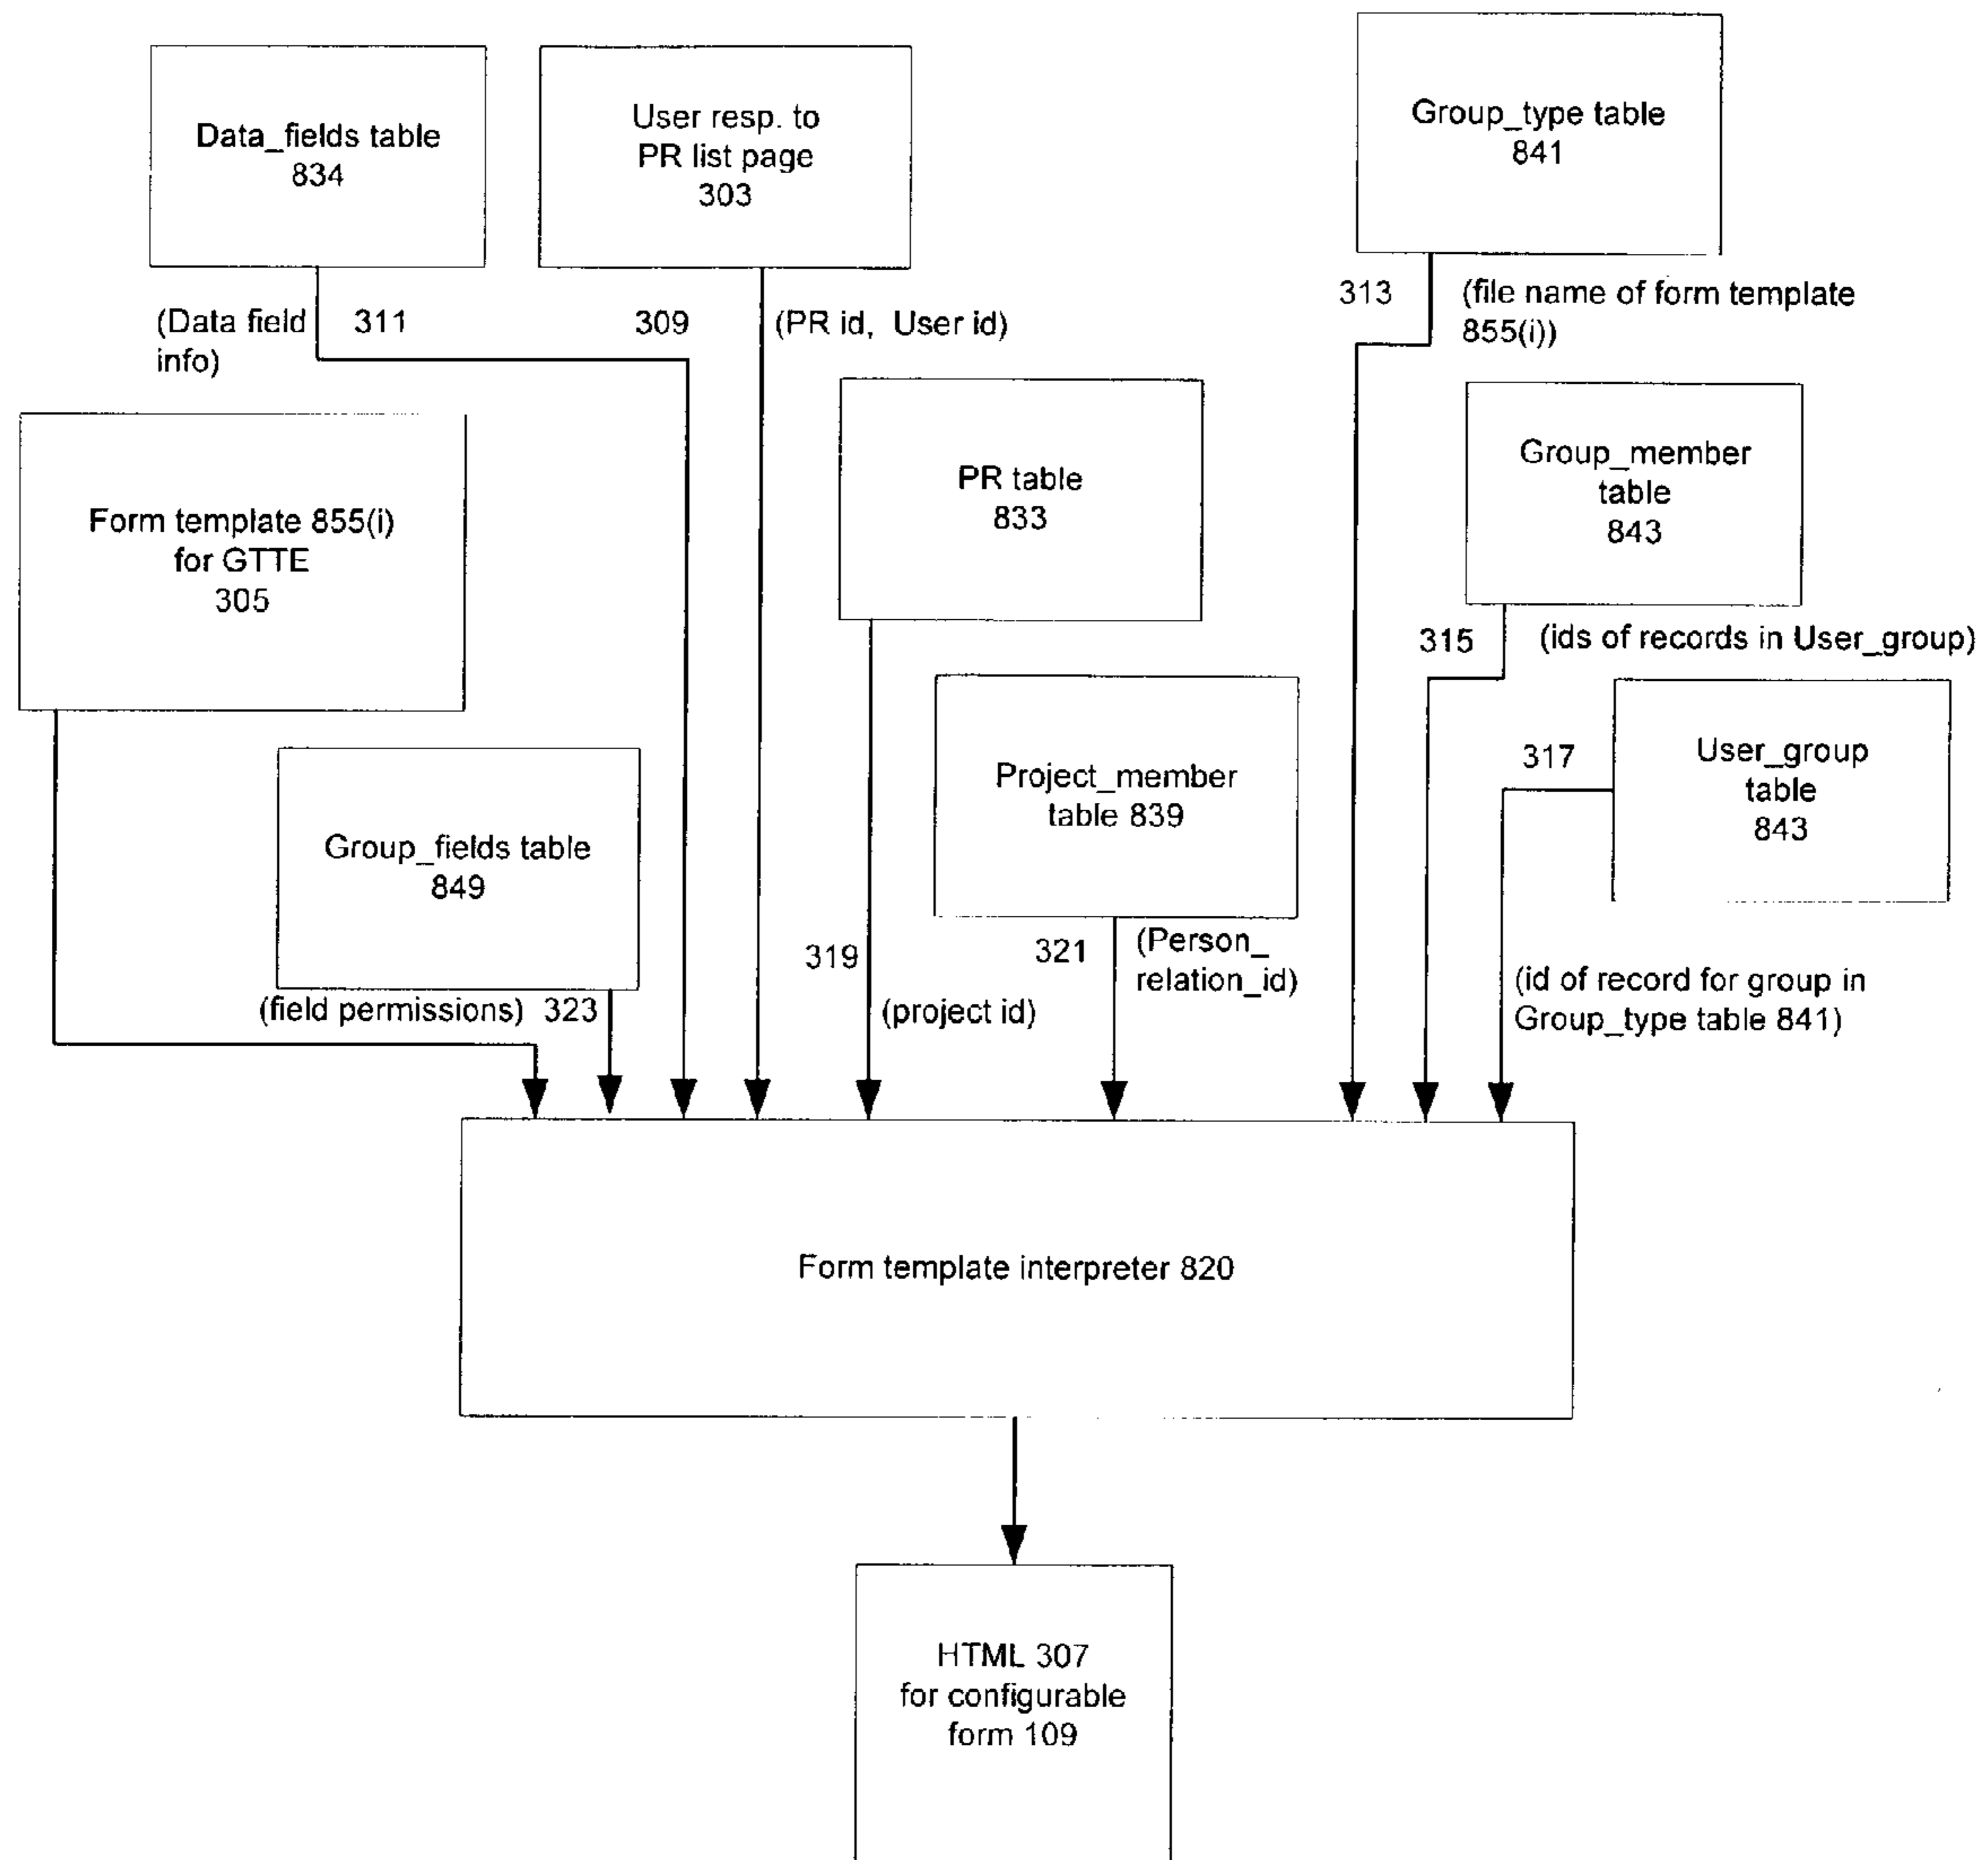 Data_fields table
834
User resp. to
PR list page
303
Group_type table
841
(Data field
info)
311
309
(PR id, User id)
313
(file name of form template
855(i))
Form template 855(i)
for GTTE
305
PR table
833
Group_member
table
843
315
(ids of records in User_group)
Group_fields table
849
Project_member
table 839
317
User_group
table
843
(field permissions)
323
319
(project id)
321
(Person_
relation_id)
(id of record for group in
Group_type table 841)
Form template interpreter 820
HTML 307
for configurable
form 109